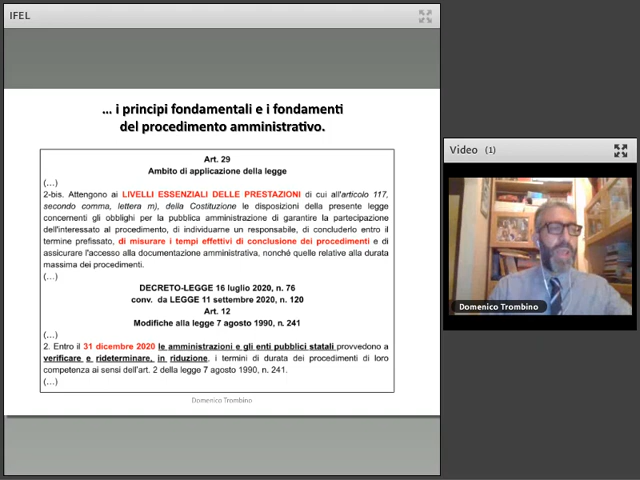 IFEL
... i principi fondamentali e i fondamenti
del procedimento amministrativo.
Art. 29
Ambito di applicazione della legge
(...)
2-bis. Attengono ai LIVELLI ESSENZIALI DELLE PRESTAZIONI di cui all'articolo 117,
secondo comma, lettera m), della Costituzione le disposizioni della presente legge
concernenti gli obblighi per la pubblica amministrazione di garantire la partecipazione
dell'interessato al procedimento, di individuarne un responsabile, di concluderlo entro il
termine prefissato, di misurare i tempi effettivi di conclusione dei procedimenti e di
assicurare l'accesso alla documentazione amministrativa, nonché quelle relative alla durata
massima dei procedimenti.
(...)
DECRETO-LEGGE 16 luglio 2020, n. 76
conv. da LEGGE 11 settembre 2020, n. 120
Art. 12
Modifiche alla legge 7 agosto 1990, n. 241
(...)
2. Entro il 31 dicembre 2020 le amministrazioni e gli enti pubblici statali provvedono a
verificare e rideterminare, in riduzione, i termini di durata dei procedimenti di loro
competenza ai sensi dell'art. 2 della legge 7 agosto 1990, n. 241.
(...)
Domenico Trombino
Video (1)
Domenico Trombino